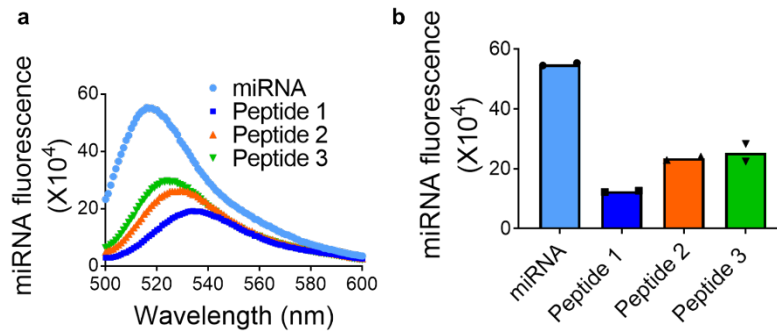 a
miRNA fluorescence
(X10⁴)
60
40
20
0
500
520
540
560
580
600
Wavelength (nm)
miRNA
Peptide 1
Peptide 2
Peptide 3
b
miRNA fluorescence
(X10⁴)
60
40
20
0
miRNA
Peptide 1
Peptide 2
Peptide 3